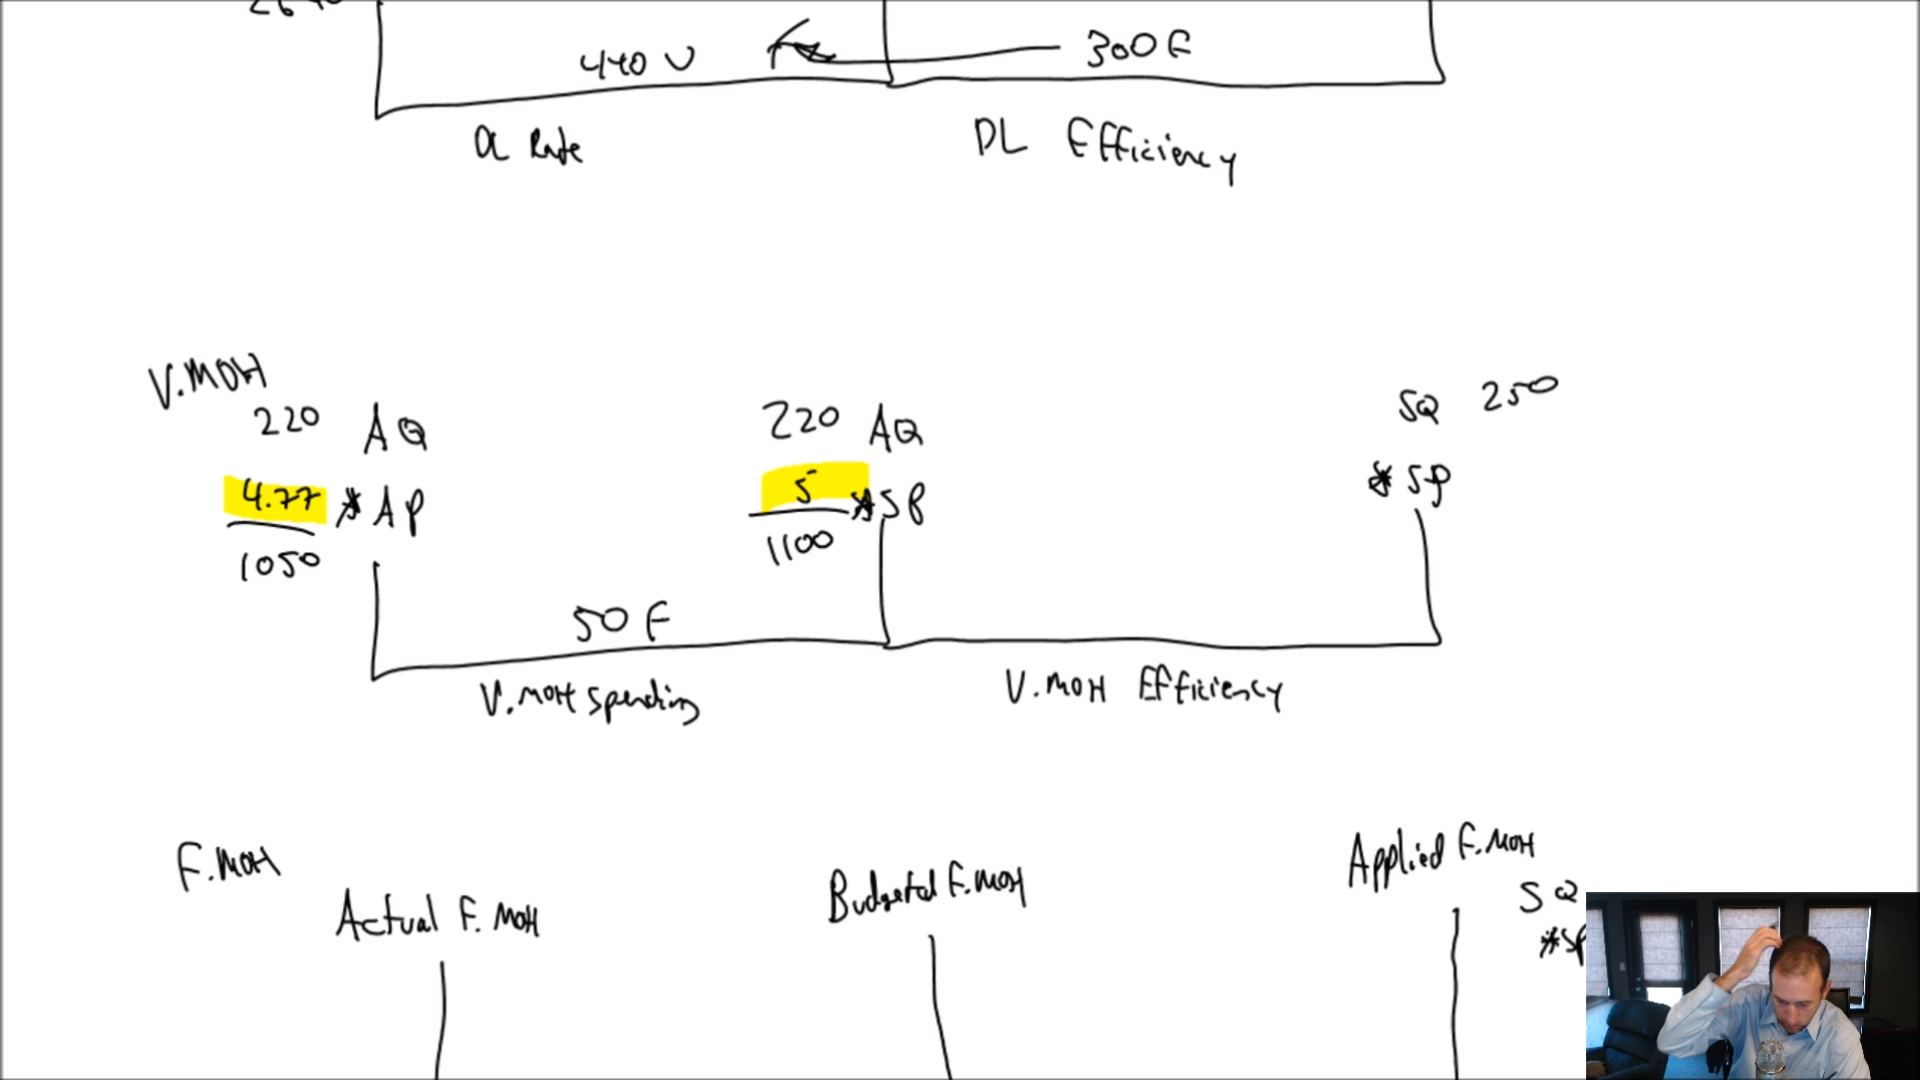 440 U
300 F
DL Rate
DL Efficiency
V.MOH
220 AQ
220 AQ
SQ 250
4.77 * AP
5 * SP
* SP
1050
1100
50 F
V.MOH Spending
V.MOH Efficiency
F.MOH
Actual F. MOH
Budgeted F.MOH
Applied F.MOH
SQ
*SP